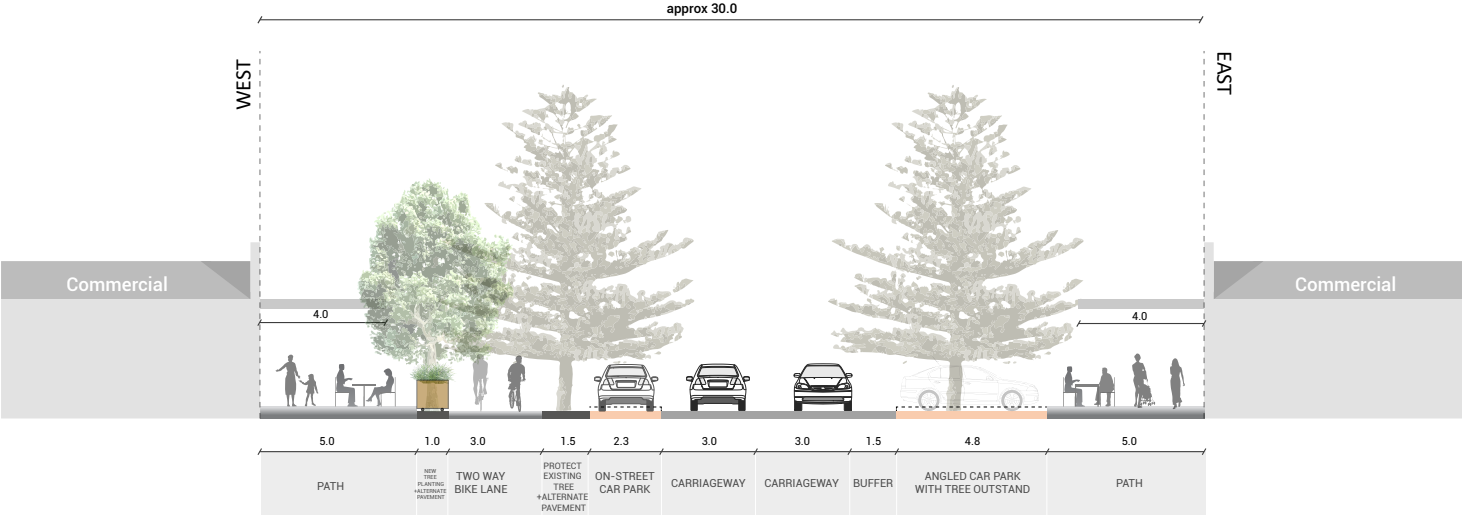 approx 30.0
WEST
EAST
Commercial
Commercial
4.0
4.0
5.0
1.0
3.0
1.5
2.3
3.0
3.0
1.5
4.8
5.0
PATH
NEW
TREE
PLANTING
+ALTERNATE
PAVEMENT
TWO WAY
BIKE LANE
PROTECT
EXISTING
TREE
+ALTERNATE
PAVEMENT
ON-STREET
CAR PARK
CARRIAGEWAY
CARRIAGEWAY
BUFFER
ANGLED CAR PARK
WITH TREE OUTSTAND
PATH